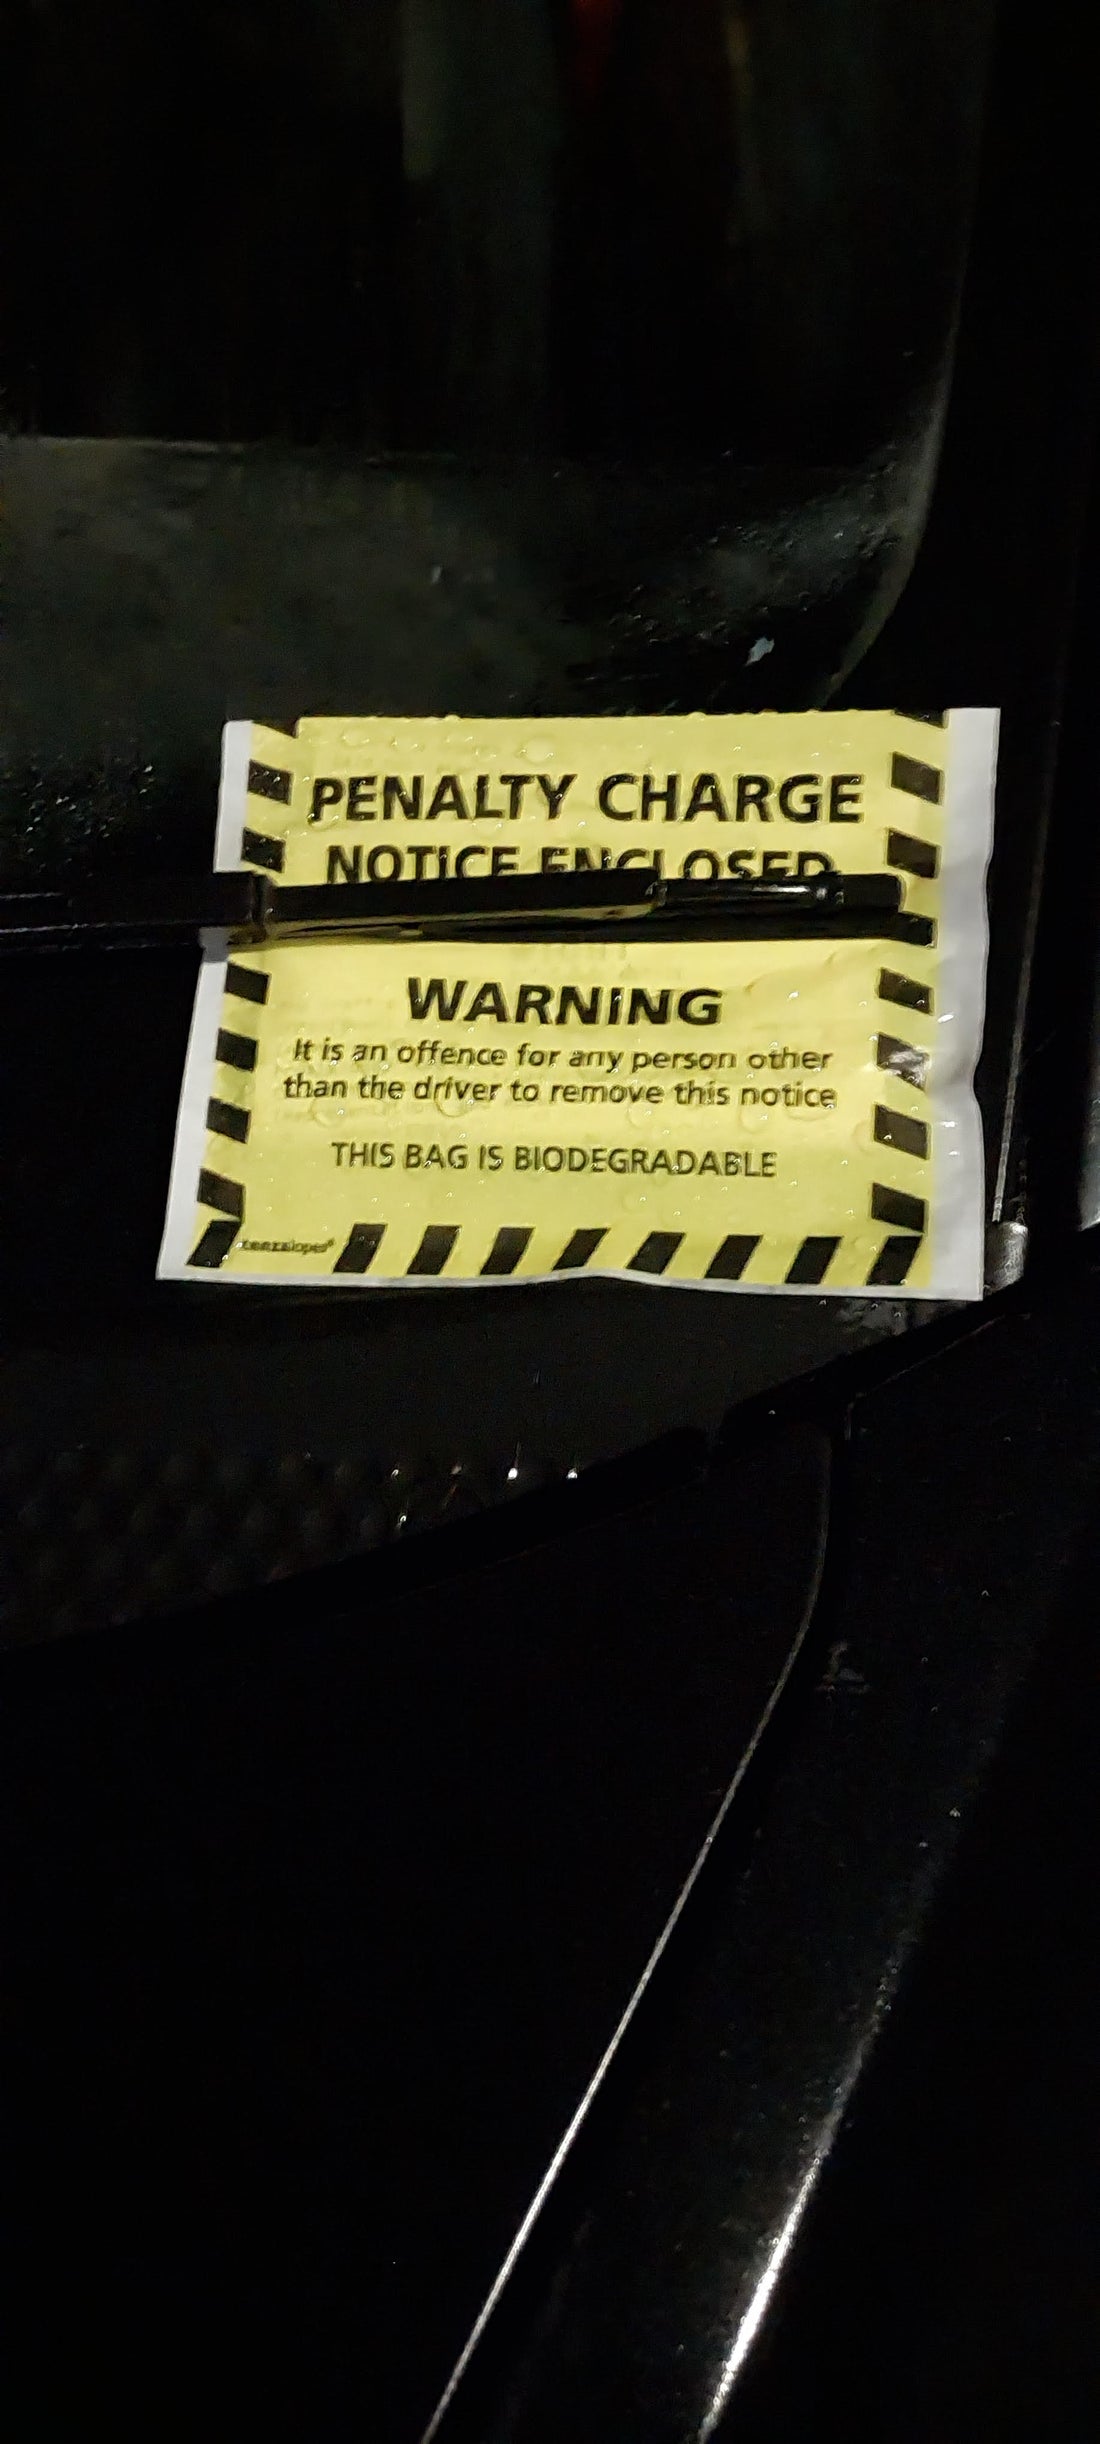 PENALTY CHARGE
NOTICE ENCLOSED
WARNING
It is an offence for any person other
than the driver to remove this notice
THIS BAG IS BIODEGRADABLE